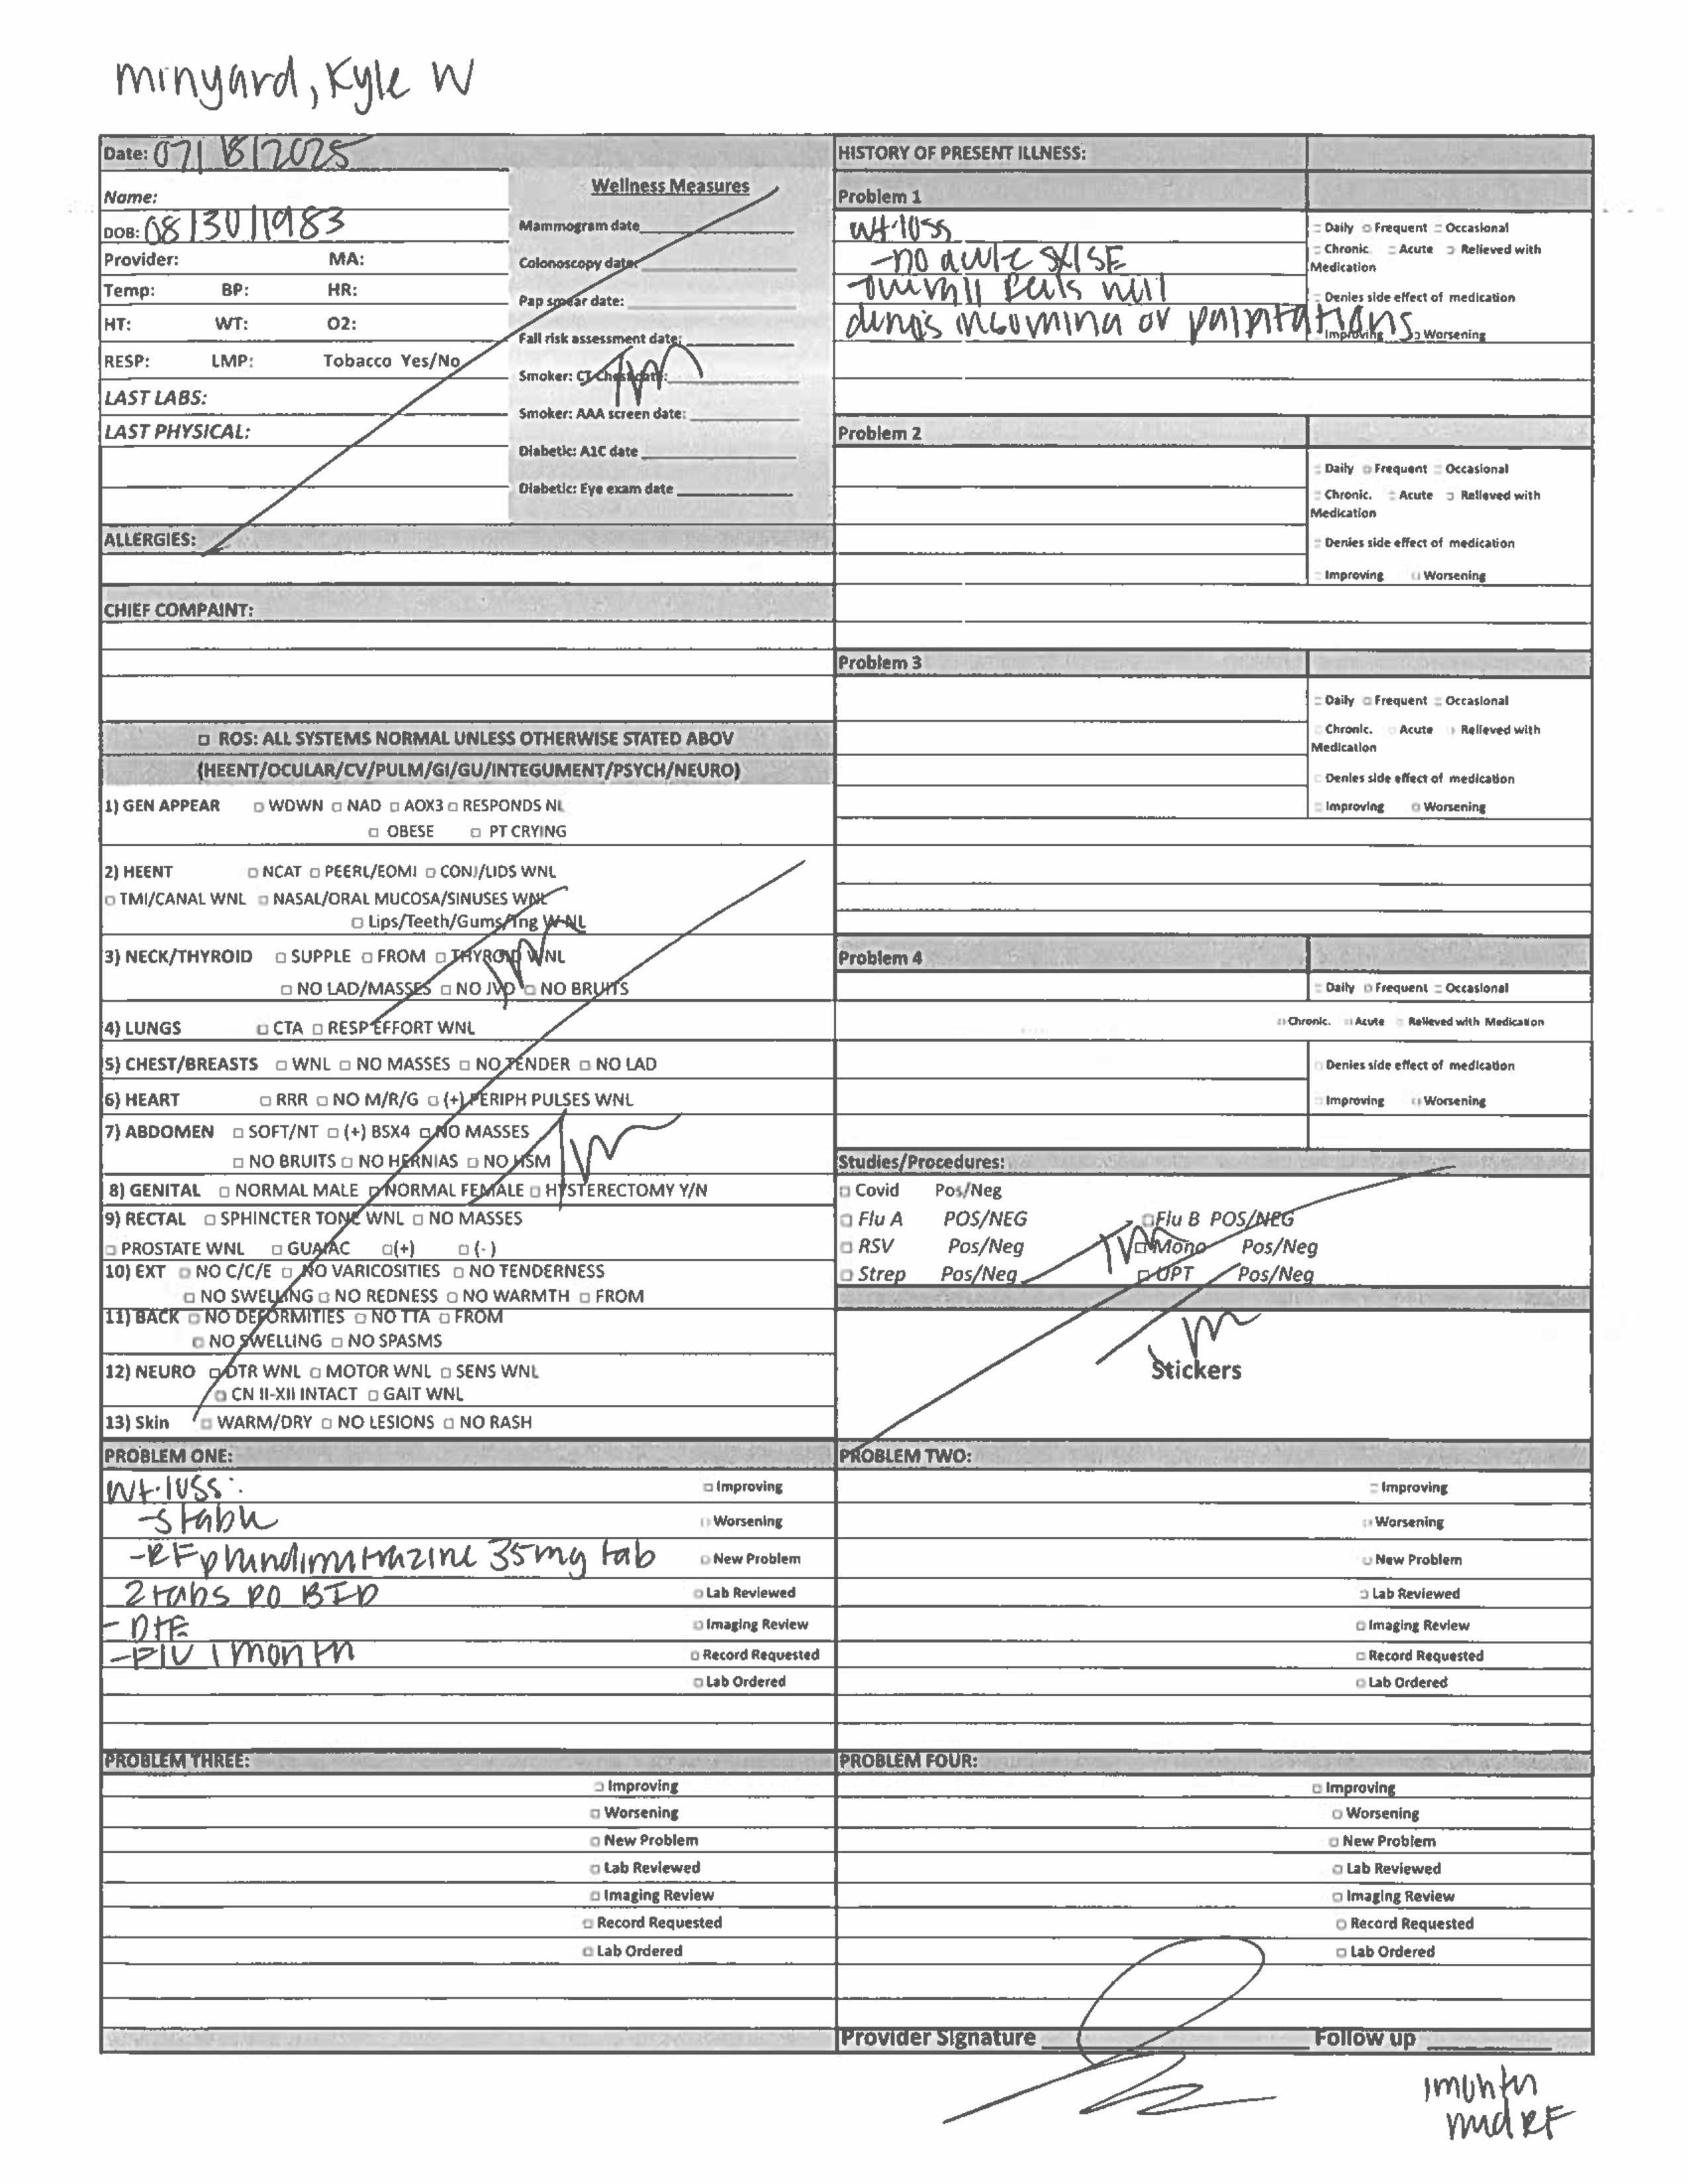 minyard, Kyle W
Date: 07/18/2025
Name:
DOB: 08/30/1983
Provider: MA:
Temp: BP: HR:
HT: WT: O2:
RESP: LMP: Tobacco Yes/No
LAST LABS:
LAST PHYSICAL:
Wellness Measures
Mammogram date
Colonoscopy date:
Pap smear date:
Fall risk assessment date:
Smoker: CT Chest date:
Smoker: AAA screen date:
Diabetic: A1C date
Diabetic: Eye exam date
ALLERGIES:
CHIEF COMPAINT:
□ ROS: ALL SYSTEMS NORMAL UNLESS OTHERWISE STATED ABOV
(HEENT/OCULAR/CV/PULM/GI/GU/INTEGUMENT/PSYCH/NEURO)
1) GEN APPEAR □ WDWN □ NAD □ AOX3 □ RESPONDS NL
□ OBESE □ PT CRYING
2) HEENT □ NCAT □ PEERL/EOMI □ CONJ/LIDS WNL
□ TMI/CANAL WNL □ NASAL/ORAL MUCOSA/SINUSES WNL
□ Lips/Teeth/Gums/Tng WNL
3) NECK/THYROID □ SUPPLE □ FROM □ THYROID WNL
□ NO LAD/MASSES □ NO JVD □ NO BRUITS
4) LUNGS □ CTA □ RESP EFFORT WNL
5) CHEST/BREASTS □ WNL □ NO MASSES □ NO TENDER □ NO LAD
6) HEART □ RRR □ NO M/R/G □ (+) PERIPH PULSES WNL
7) ABDOMEN □ SOFT/NT □ (+) BSX4 □ NO MASSES
□ NO BRUITS □ NO HERNIAS □ NO HSM
8) GENITAL □ NORMAL MALE □ NORMAL FEMALE □ HYSTERECTOMY Y/N
9) RECTAL □ SPHINCTER TONE WNL □ NO MASSES
□ PROSTATE WNL □ GUAIAC □(+) □(-)
10) EXT □ NO C/C/E □ NO VARICOSITIES □ NO TENDERNESS
□ NO SWELLING □ NO REDNESS □ NO WARMTH □ FROM
11) BACK □ NO DEFORMITIES □ NO TTA □ FROM
□ NO SWELLING □ NO SPASMS
12) NEURO □ DTR WNL □ MOTOR WNL □ SENS WNL
□ CN II-XII INTACT □ GAIT WNL
13) Skin □ WARM/DRY □ NO LESIONS □ NO RASH
HISTORY OF PRESENT ILLNESS:
Problem 1
wt-loss
-no acute SX/SE
-overall feels well
denies insomina or palpitations
□ Daily □ Frequent □ Occasional
□ Chronic. □ Acute □ Relieved with
Medication
□ Denies side effect of medication
□ Improving □ Worsening
Problem 2
□ Daily □ Frequent □ Occasional
□ Chronic. □ Acute □ Relieved with
Medication
□ Denies side effect of medication
□ Improving □ Worsening
Problem 3
□ Daily □ Frequent □ Occasional
□ Chronic. □ Acute □ Relieved with
Medication
□ Denies side effect of medication
□ Improving □ Worsening
Problem 4
□ Daily □ Frequent □ Occasional
□ Chronic. □ Acute □ Relieved with Medication
□ Denies side effect of medication
□ Improving □ Worsening
Studies/Procedures:
□ Covid Pos/Neg
□ Flu A POS/NEG □ Flu B POS/NEG
□ RSV Pos/Neg □ Mono Pos/Neg
□ Strep Pos/Neg □ UPT Pos/Neg
Stickers
PROBLEM ONE:
Wt-loss: □ Improving
-stable □ Worsening
-RF phendimetrazine 35mg tab □ New Problem
2 tabs PO BID □ Lab Reviewed
- D+E □ Imaging Review
-F/U 1 month □ Record Requested
□ Lab Ordered
PROBLEM TWO:
□ Improving
□ Worsening
□ New Problem
□ Lab Reviewed
□ Imaging Review
□ Record Requested
□ Lab Ordered
PROBLEM THREE:
□ Improving
□ Worsening
□ New Problem
□ Lab Reviewed
□ Imaging Review
□ Record Requested
□ Lab Ordered
PROBLEM FOUR:
□ Improving
□ Worsening
□ New Problem
□ Lab Reviewed
□ Imaging Review
□ Record Requested
□ Lab Ordered
Provider Signature Follow up
1month
med RF